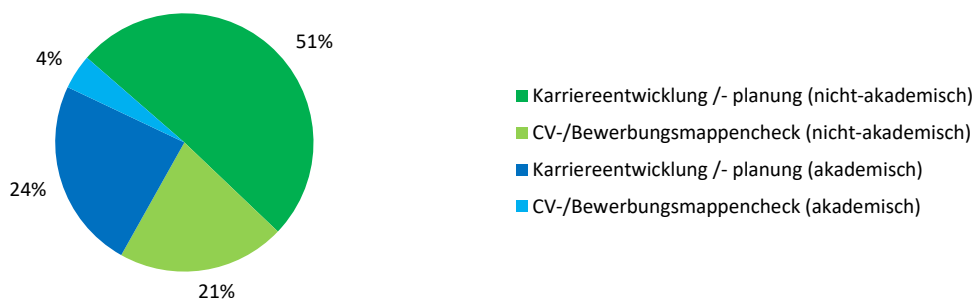 51%
4%
24%
21%
Karriereentwicklung /- planung (nicht-akademisch)
CV-/Bewerbungsmappencheck (nicht-akademisch)
Karriereentwicklung /- planung (akademisch)
CV-/Bewerbungsmappencheck (akademisch)